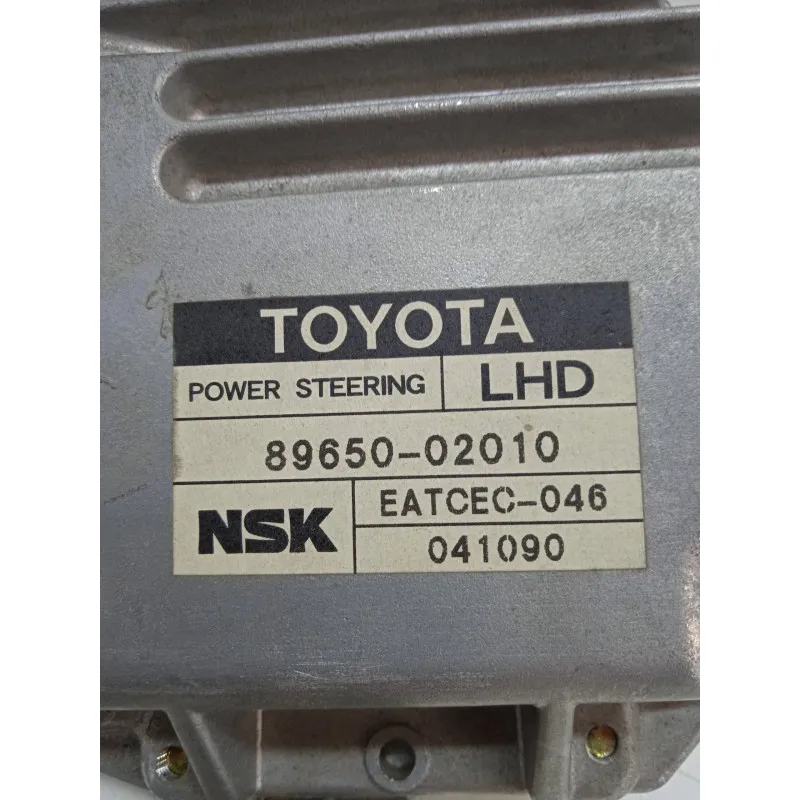 TOYOTA
POWER STEERING LHD
89650-02010
NSK EATCEC-046
041090